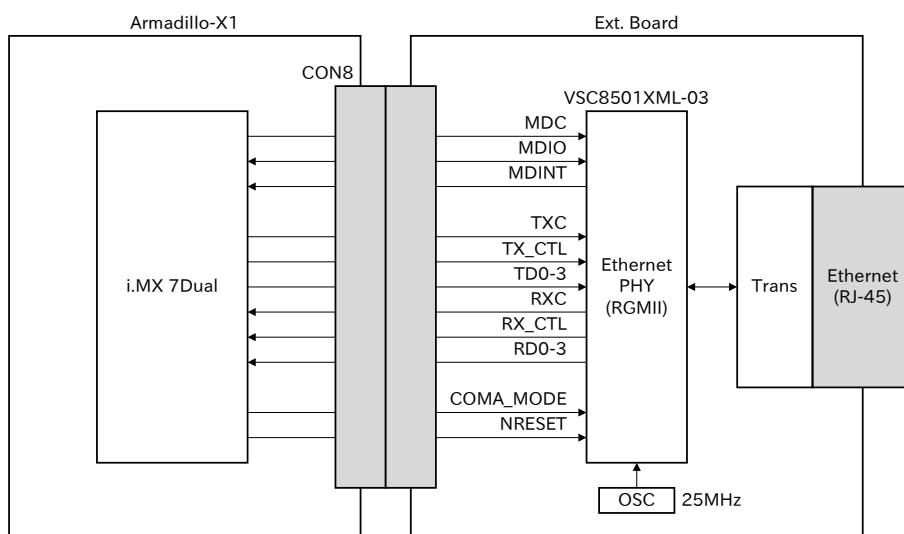 Armadillo-X1
Ext. Board
CON8
VSC8501XML-03
MDC
MDIO
MDINT
TXC
TX_CTL
TD0-3
RXC
RX_CTL
RD0-3
COMA_MODE
NRESET
i.MX 7Dual
Ethernet
PHY
(RGMII)
Trans
Ethernet
(RJ-45)
OSC
25MHz